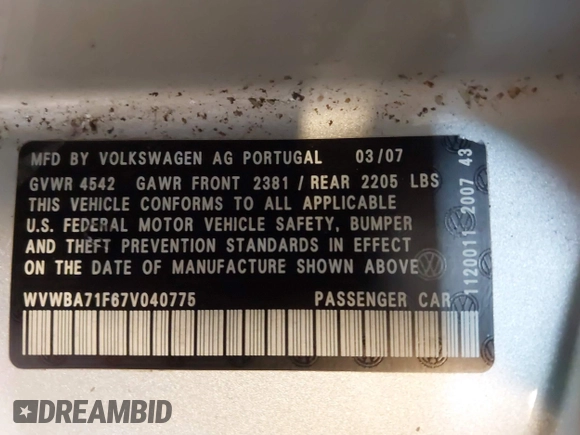 MFD BY VOLKSWAGEN AG PORTUGAL 03/07
GVWR 4542 GAWR FRONT 2381 / REAR 2205 LBS
THIS VEHICLE CONFORMS TO ALL APPLICABLE
U.S. FEDERAL MOTOR VEHICLE SAFETY, BUMPER
AND THEFT PREVENTION STANDARDS IN EFFECT
ON THE DATE OF MANUFACTURE SHOWN ABOVE
WVWBA71F67V040775 PASSENGER CAR
1120011 2007 43
DREAMBID